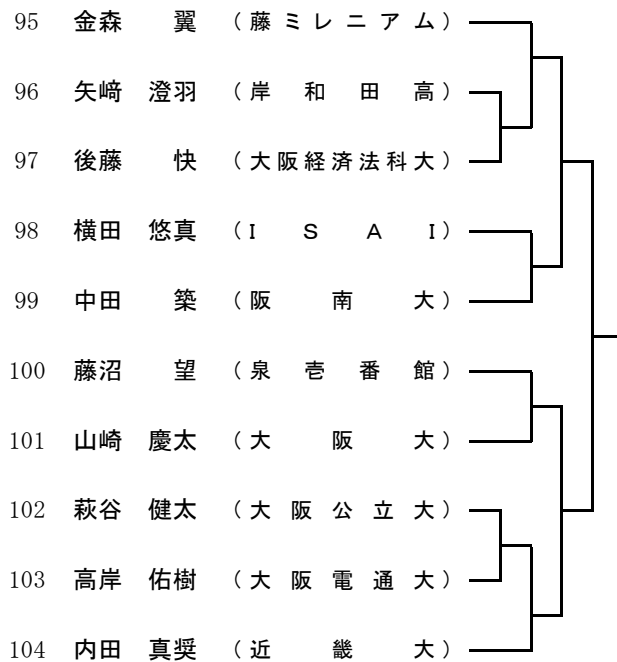 95 金森 翼 (藤ミレニアム)
96 矢﨑 澄羽 (岸和田高)
97 後藤 快 (大阪経済法科大)
98 横田 悠真 (ISAI)
99 中田 築 (阪南大)
100 藤沼 望 (泉壱番館)
101 山崎 慶太 (大阪大)
102 萩谷 健太 (大阪公立大)
103 高岸 佑樹 (大阪電通大)
104 内田 真奨 (近畿大)